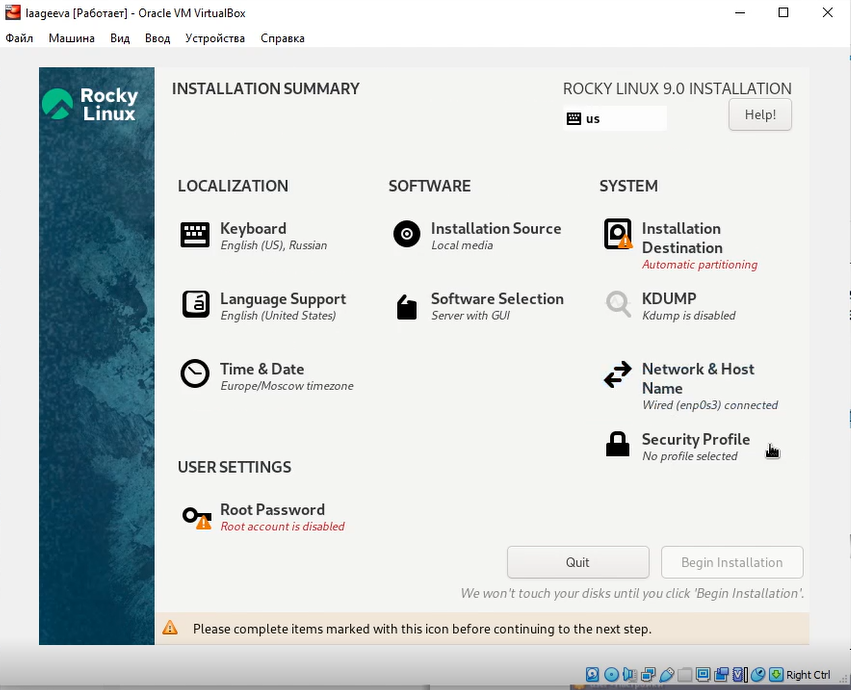 laageeva [Работает] - Oracle VM VirtualBox
Файл Машина Вид Ввод Устройства Справка
Rocky
Linux
INSTALLATION SUMMARY
ROCKY LINUX 9.0 INSTALLATION
us
Help!
LOCALIZATION
Keyboard
English (US), Russian
Language Support
English (United States)
Time & Date
Europe/Moscow timezone
SOFTWARE
Installation Source
Local media
Software Selection
Server with GUI
SYSTEM
Installation
Destination
Automatic partitioning
KDUMP
Kdump is disabled
Network & Host
Name
Wired (enp0s3) connected
Security Profile
No profile selected
USER SETTINGS
Root Password
Root account is disabled
Quit
Begin Installation
We won't touch your disks until you click 'Begin Installation'.
Please complete items marked with this icon before continuing to the next step.
Right Ctrl